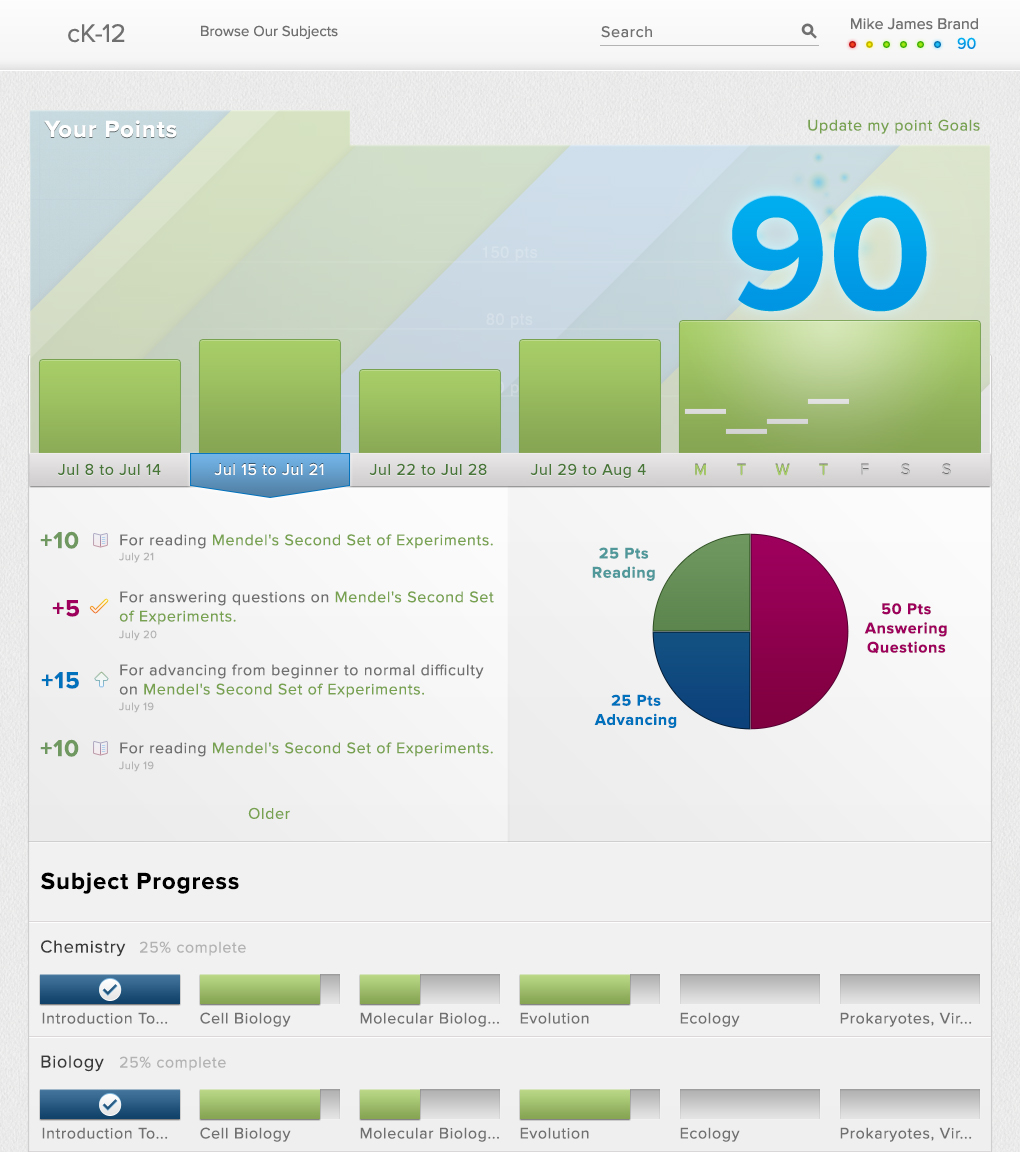 cK-12
Browse Our Subjects
Search
Mike James Brand
90
Your Points
Update my point Goals
150 pts
80 pts
90
Jul 8 to Jul 14
Jul 15 to Jul 21
Jul 22 to Jul 28
Jul 29 to Aug 4
M T W T F S S
+10 For reading Mendel's Second Set of Experiments.
July 21
+5 For answering questions on Mendel's Second Set
of Experiments.
July 20
+15 For advancing from beginner to normal difficulty
on Mendel's Second Set of Experiments.
July 19
+10 For reading Mendel's Second Set of Experiments.
July 19
Older
25 Pts
Reading
50 Pts
Answering
Questions
25 Pts
Advancing
Subject Progress
Chemistry 25% complete
Introduction To... Cell Biology Molecular Biolog... Evolution Ecology Prokaryotes, Vir...
Biology 25% complete
Introduction To... Cell Biology Molecular Biolog... Evolution Ecology Prokaryotes, Vir...